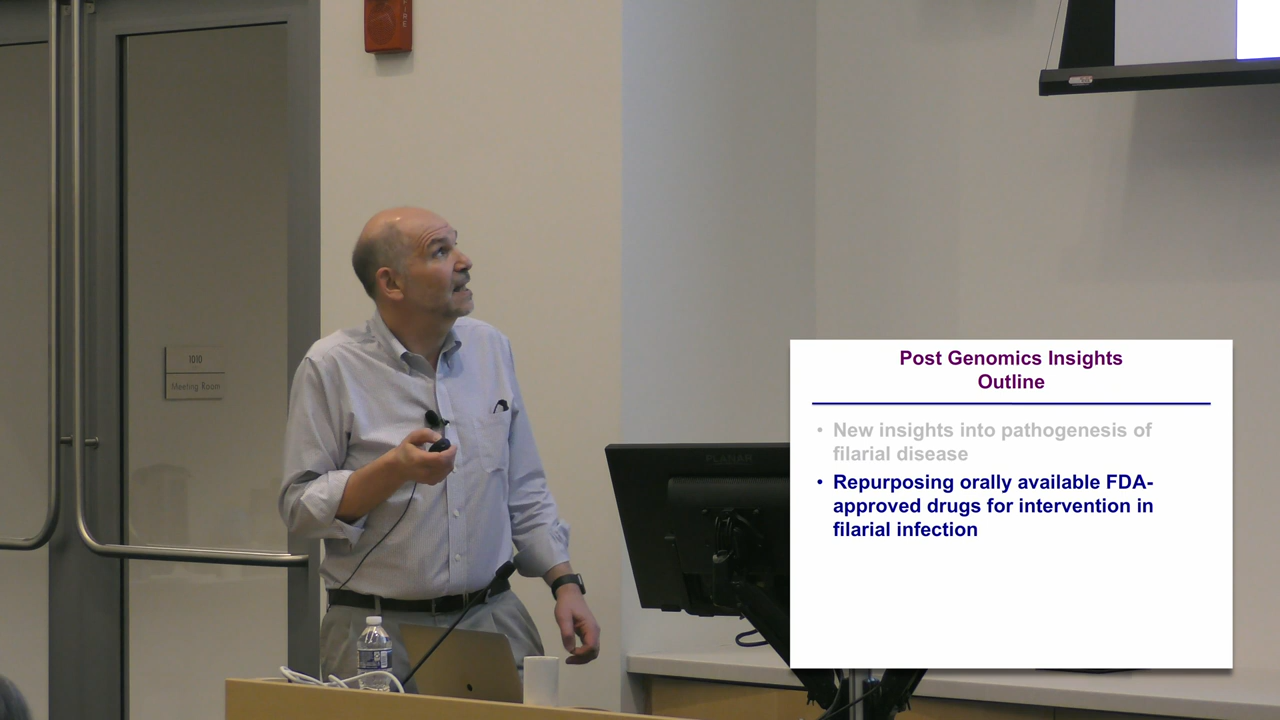 FIRE
1010
Meeting Room
PLANAR
Post Genomics Insights
Outline
• New insights into pathogenesis of
filarial disease
• Repurposing orally available FDA-
approved drugs for intervention in
filarial infection